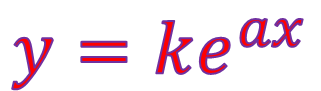 y = ke^{ax}